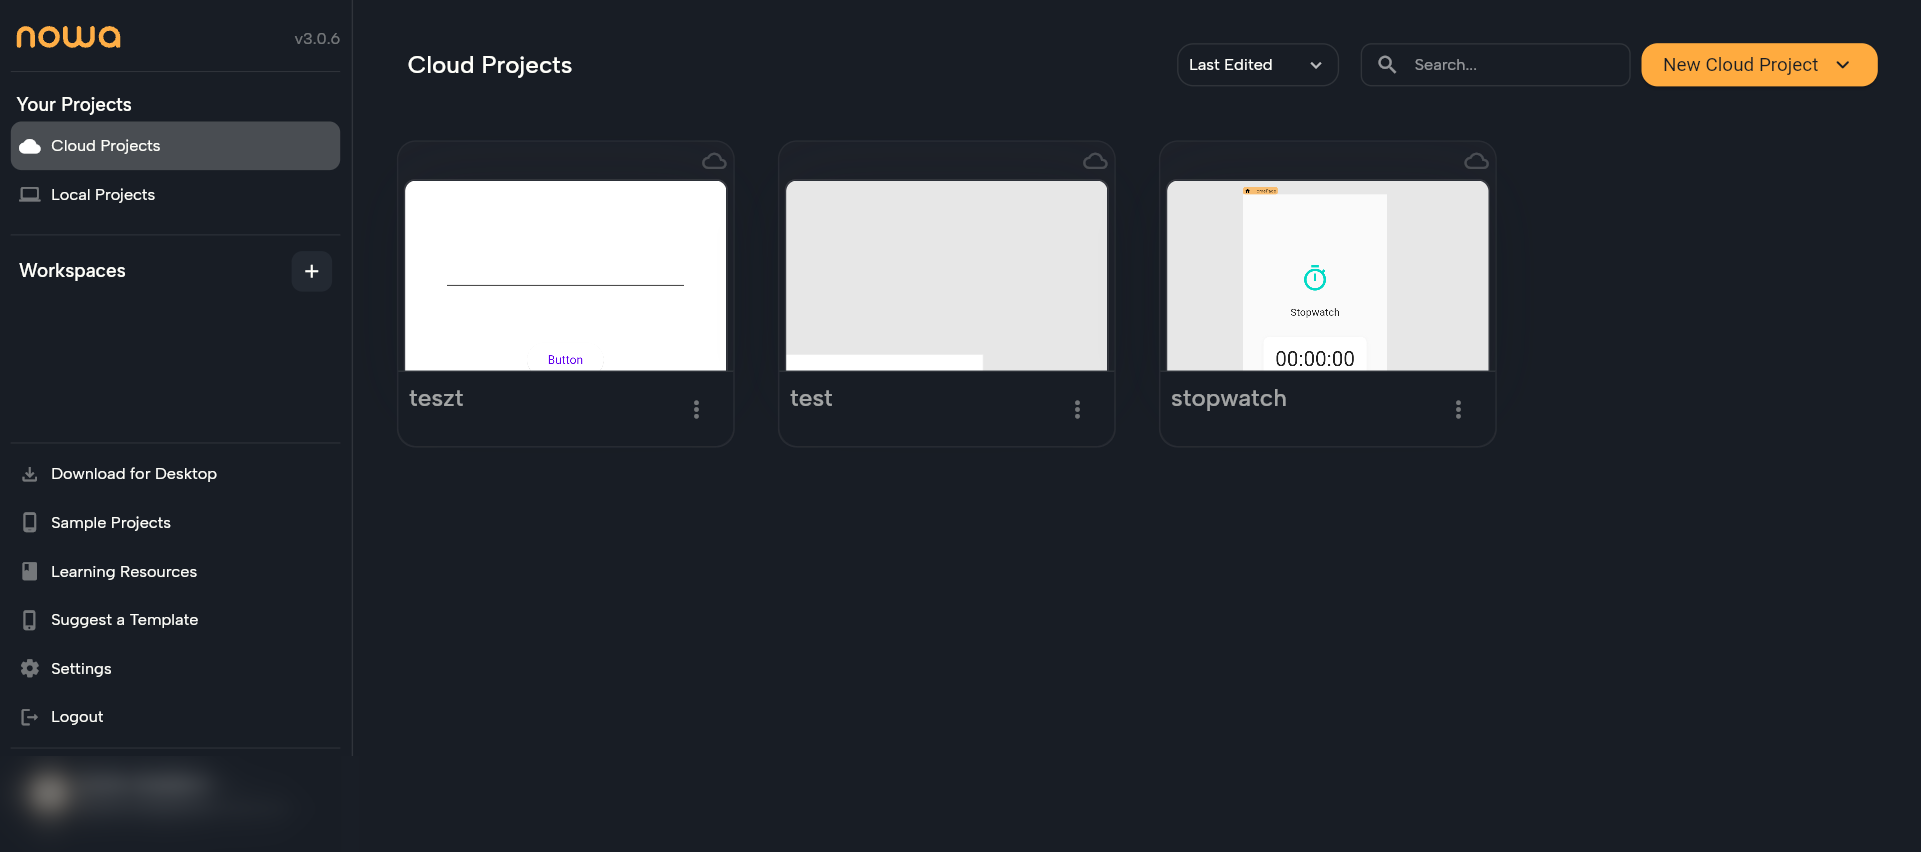 nowa
v3.0.6
Your Projects
Cloud Projects
Local Projects
Workspaces
Download for Desktop
Sample Projects
Learning Resources
Suggest a Template
Settings
Logout
Cloud Projects
Last Edited
Search...
New Cloud Project
Button
teszt
test
Stopwatch
00:00:00
stopwatch